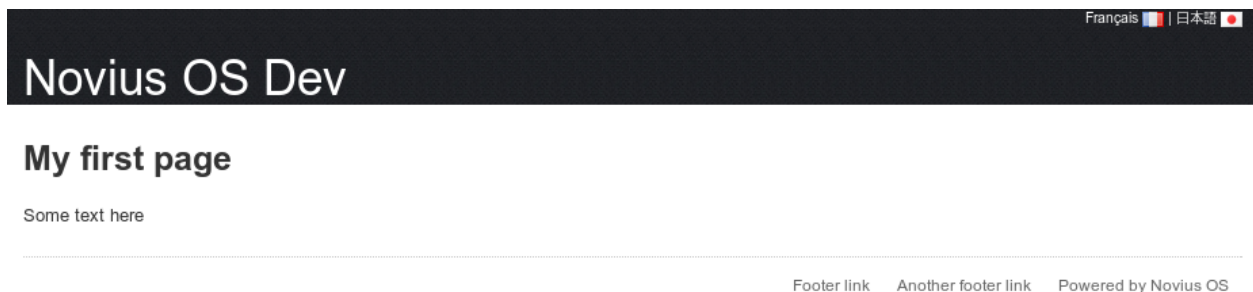 Français | 日本語
Novius OS Dev
My first page
Some text here
Footer link Another footer link Powered by Novius OS